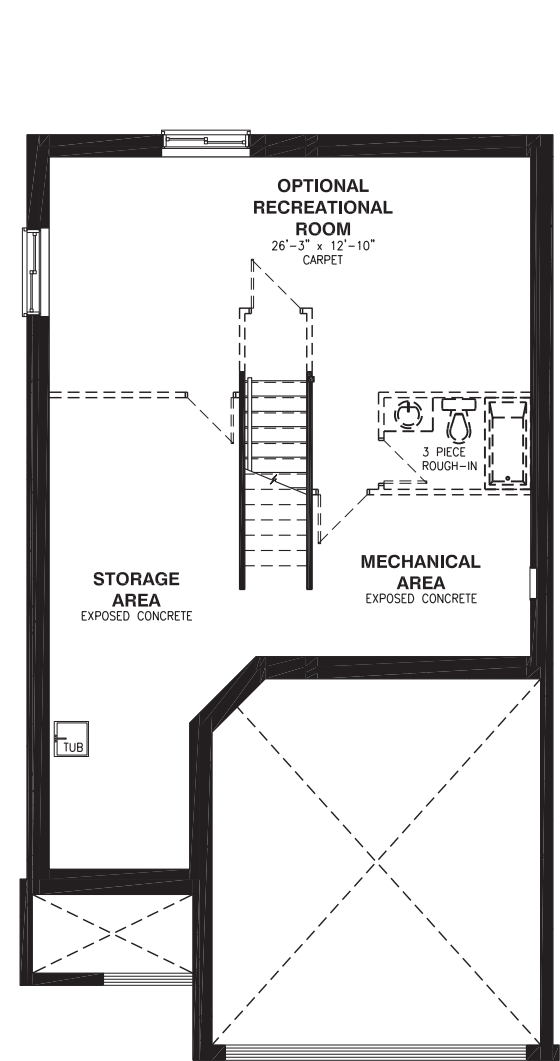 OPTIONAL
RECREATIONAL
ROOM
26'-3" x 12'-10"
CARPET
3 PIECE
ROUGH-IN
MECHANICAL
AREA
EXPOSED CONCRETE
STORAGE
AREA
EXPOSED CONCRETE
TUB